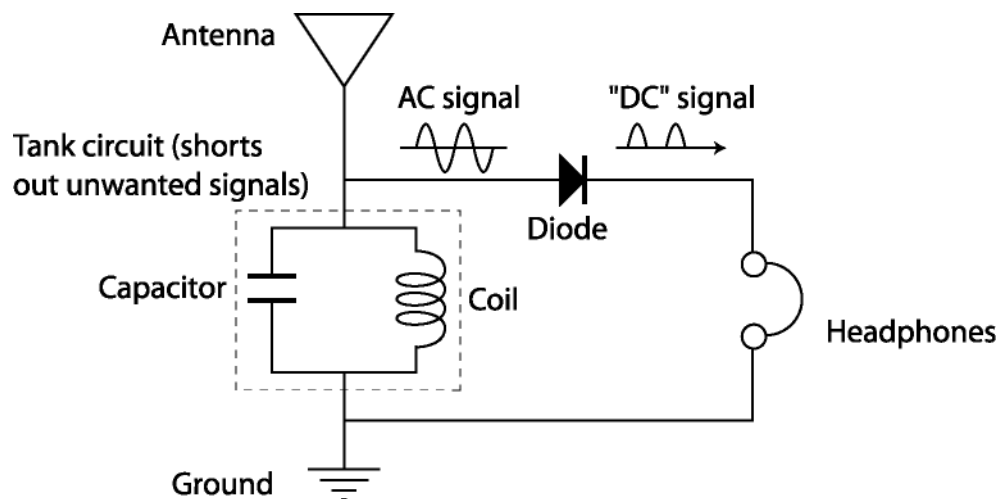 Antenna
AC signal
"DC" signal
Tank circuit (shorts
out unwanted signals)
Diode
Capacitor
Coil
Headphones
Ground